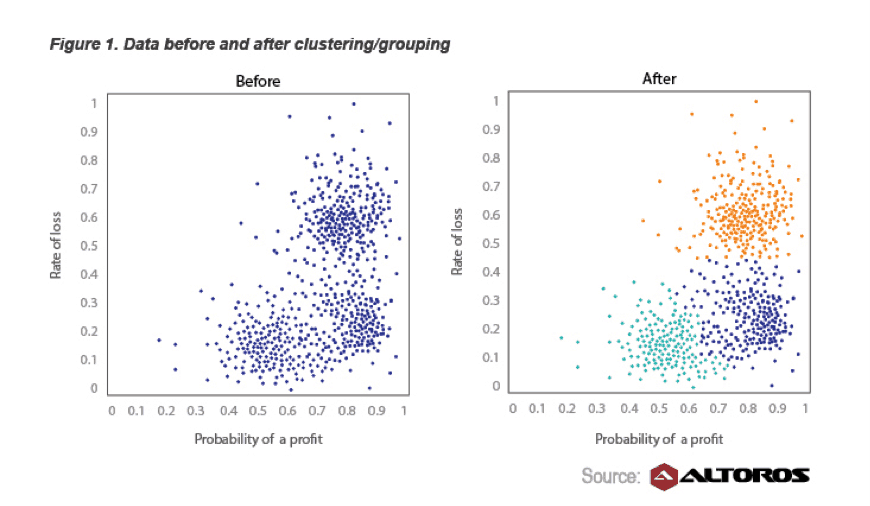 Figure 1. Data before and after clustering/grouping
Before
1
0.9
0.8
0.7
0.6
0.5
0.4
0.3
0.2
0.1
0
Rate of loss
0 0.1 0.2 0.3 0.4 0.5 0.6 0.7 0.8 0.9 1
Probability of a profit
After
1
0.9
0.8
0.7
0.6
0.5
0.4
0.3
0.2
0.1
0
Rate of loss
0 0.1 0.2 0.3 0.4 0.5 0.6 0.7 0.8 0.9 1
Probability of a profit
Source: ALTOROS